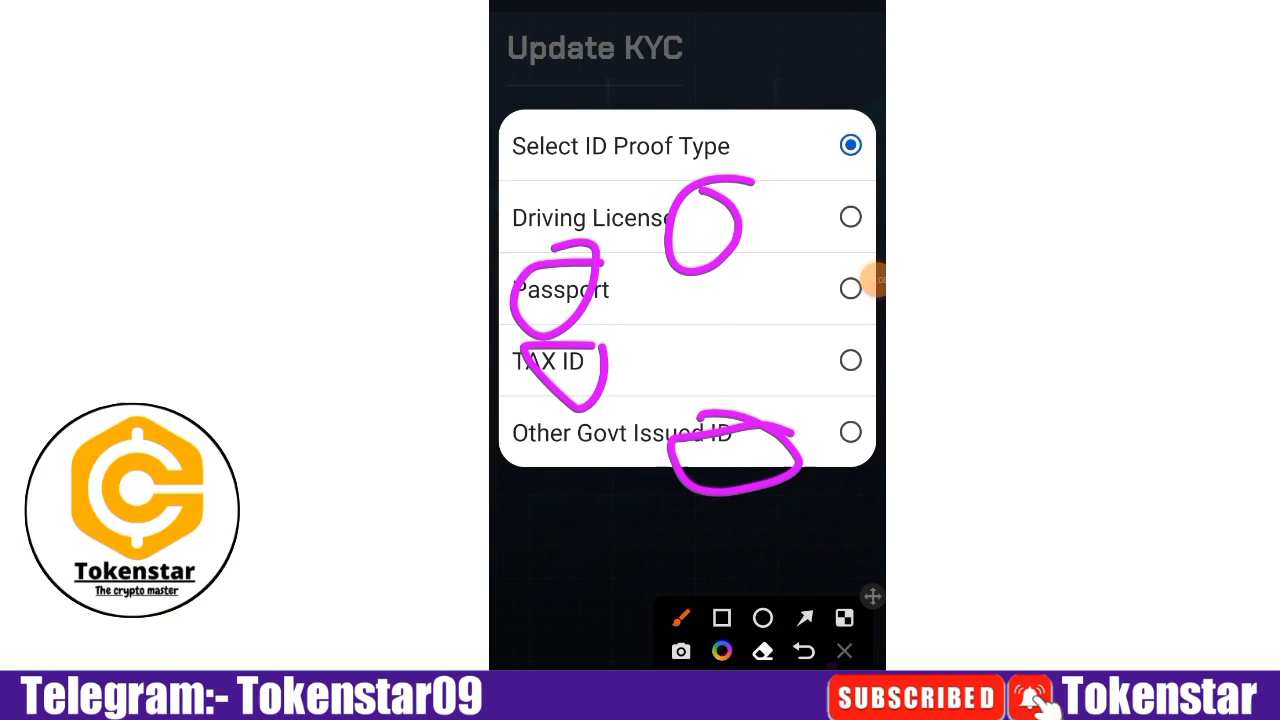 Update KYC
Select ID Proof Type
Driving License
Passport
TAX ID
Other Govt Issued ID
Tokenstar
The crypto master
Telegram:- Tokenstar09
SUBSCRIBED
Tokenstar